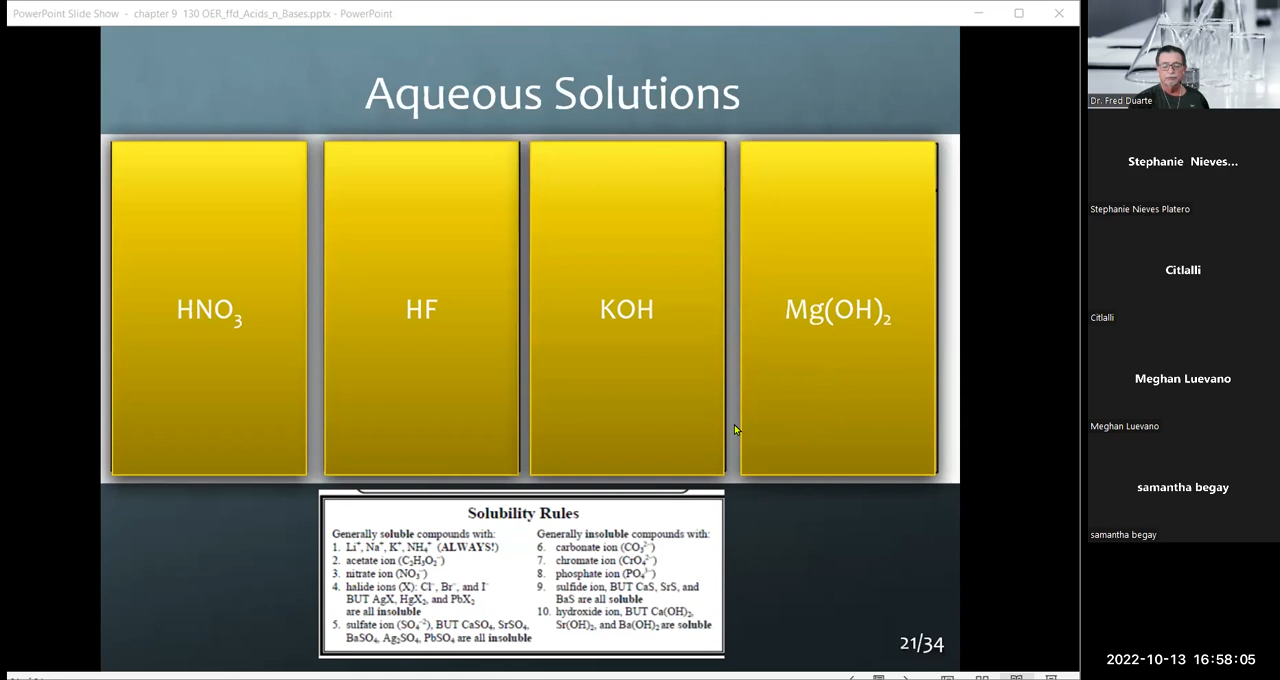 PowerPoint Slide Show - chapter 9 130 OER_ffd_Acids_n_Bases.pptx - PowerPoint
Aqueous Solutions
HNO₃
HF
KOH
Mg(OH)₂
Solubility Rules
Generally soluble compounds with:
1. Li⁺, Na⁺, K⁺, NH₄⁺ (ALWAYS!)
2. acetate ion (C₂H₃O₂⁻)
3. nitrate ion (NO₃⁻)
4. halide ions (X): Cl⁻, Br⁻, and I⁻
BUT AgX, HgX₂, and PbX₂
are all insoluble
5. sulfate ion (SO₄⁻²), BUT CaSO₄, SrSO₄,
BaSO₄, Ag₂SO₄, PbSO₄ are all insoluble
Generally insoluble compounds with:
6. carbonate ion (CO₃²⁻)
7. chromate ion (CrO₄²⁻)
8. phosphate ion (PO₄³⁻)
9. sulfide ion, BUT CaS, SrS, and
BaS are all soluble
10. hydroxide ion, BUT Ca(OH)₂,
Sr(OH)₂, and Ba(OH)₂ are soluble
21/34
Dr. Fred Duarte
Stephanie Nieves...
Stephanie Nieves Platero
Citlalli
Citlalli
Meghan Luevano
Meghan Luevano
samantha begay
samantha begay
2022-10-13 16:58:05